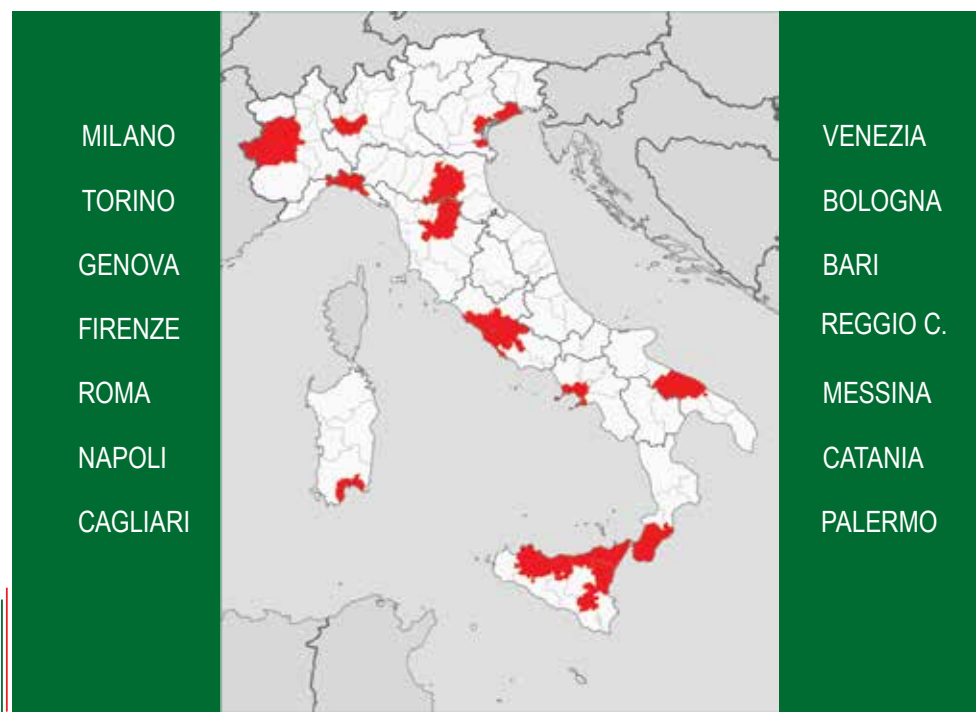 MILANO
TORINO
GENOVA
FIRENZE
ROMA
NAPOLI
CAGLIARI
VENEZIA
BOLOGNA
BARI
REGGIO C.
MESSINA
CATANIA
PALERMO